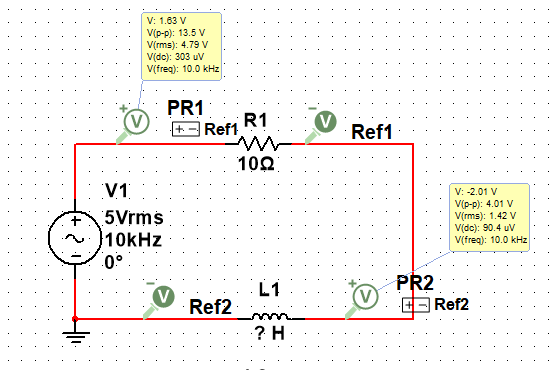 V: 1.63 V
V(p-p): 13.5 V
V(rms): 4.79 V
V(dc): 303 uV
V(freq): 10.0 kHz
PR1
+ V
Ref1
R1
V
Ref1
10Ω
V: -2.01 V
V(p-p): 4.01 V
V(rms): 1.42 V
V(dc): 90.4 uV
V(freq): 10.0 kHz
V1
5Vrms
10kHz
0°
V
Ref2
L1
? H
+ V
PR2
Ref2